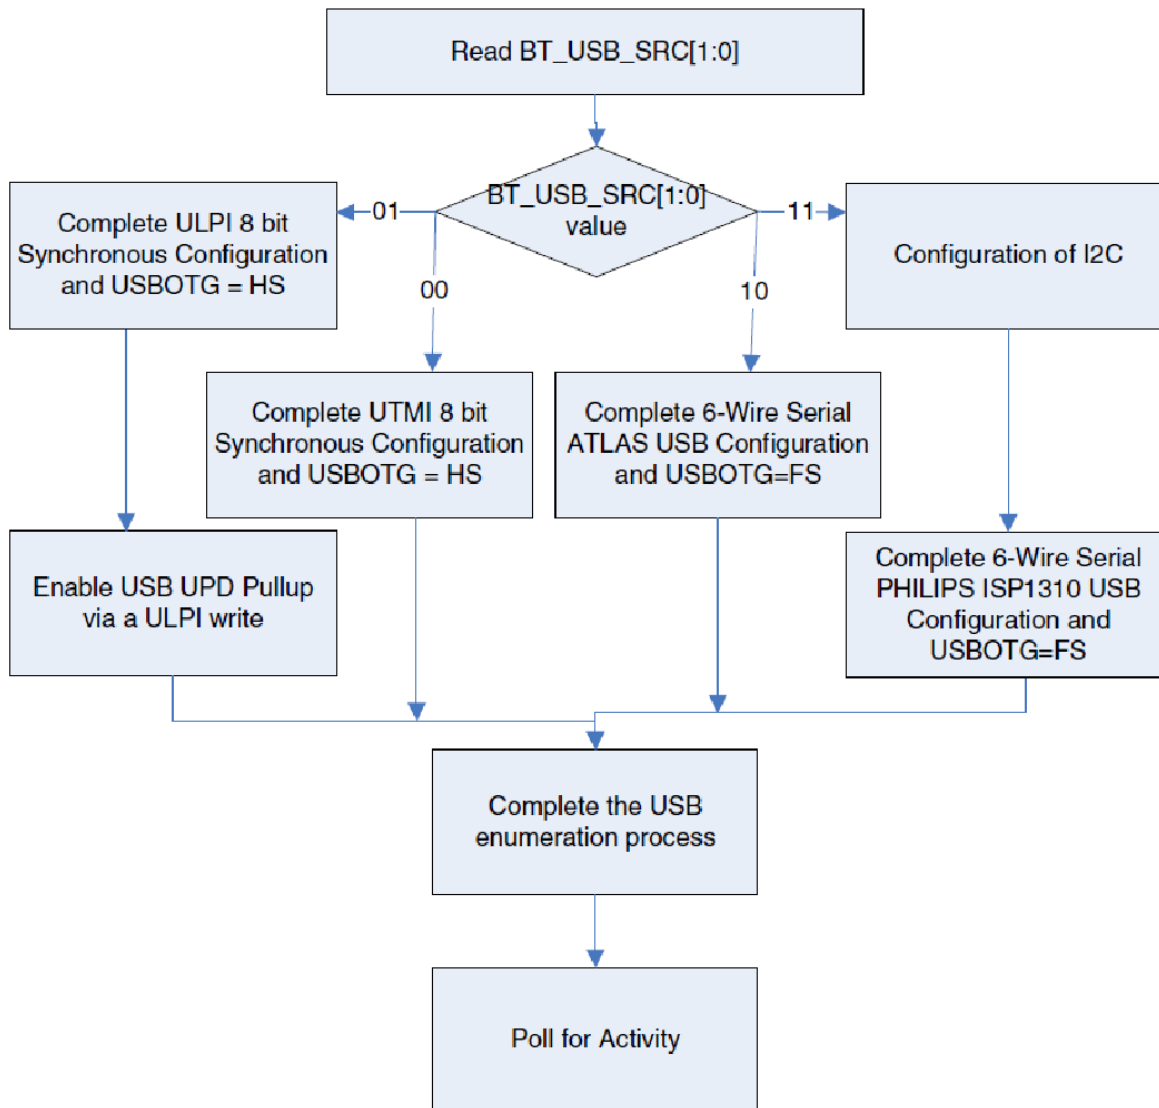 Read BT_USB_SRC[1:0]
BT_USB_SRC[1:0]
value
01
00
10
11
Complete ULPI 8 bit
Synchronous Configuration
and USBOTG = HS
Configuration of I2C
Complete UTMI 8 bit
Synchronous Configuration
and USBOTG = HS
Complete 6-Wire Serial
ATLAS USB Configuration
and USBOTG=FS
Enable USB UPD Pullup
via a ULPI write
Complete 6-Wire Serial
PHILIPS ISP1310 USB
Configuration and
USBOTG=FS
Complete the USB
enumeration process
Poll for Activity